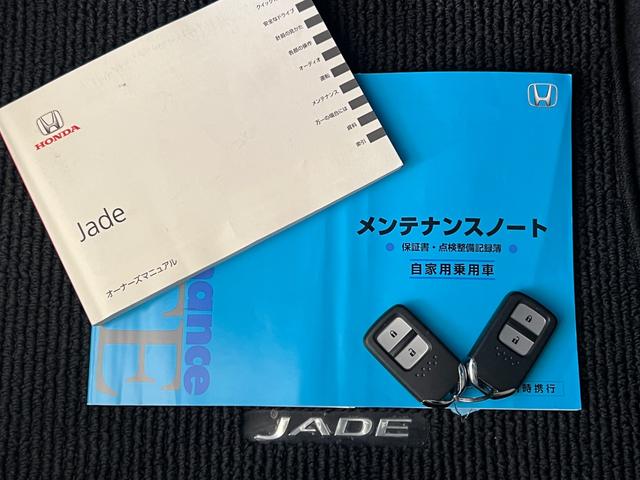 クイック
安全なドライブ
計器の見かた
各部の操作
オーディオ
運転
メンテナンス
万一の場合には
資料
索引
HONDA
Jade
オーナーズマニュアル
メンテナンスノート
保証書・点検整備記録簿
自家用乗用車
時携行
JADE